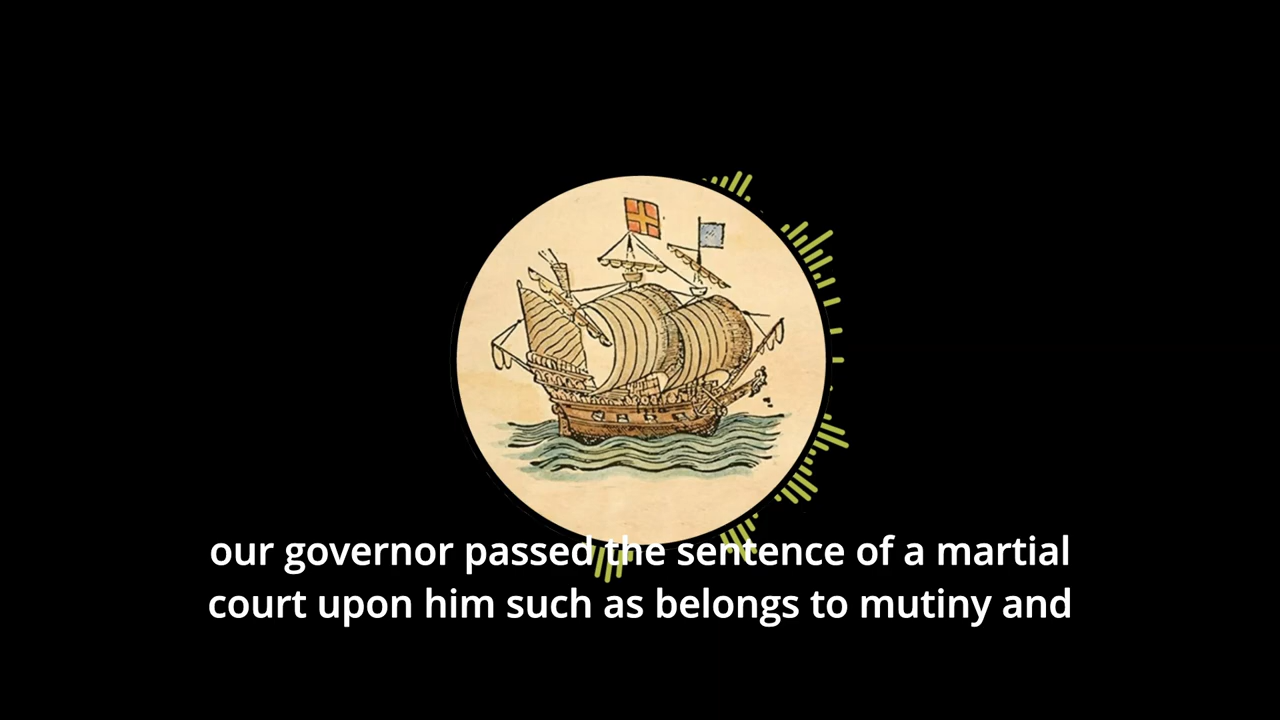 our governor passed the sentence of a martial
court upon him such as belongs to mutiny and